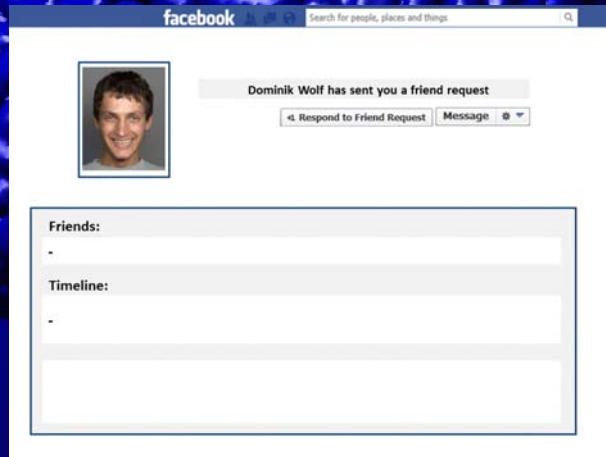 facebook Search for people, places and things
Dominik Wolf has sent you a friend request
+1 Respond to Friend Request Message
Friends:
-
Timeline:
-